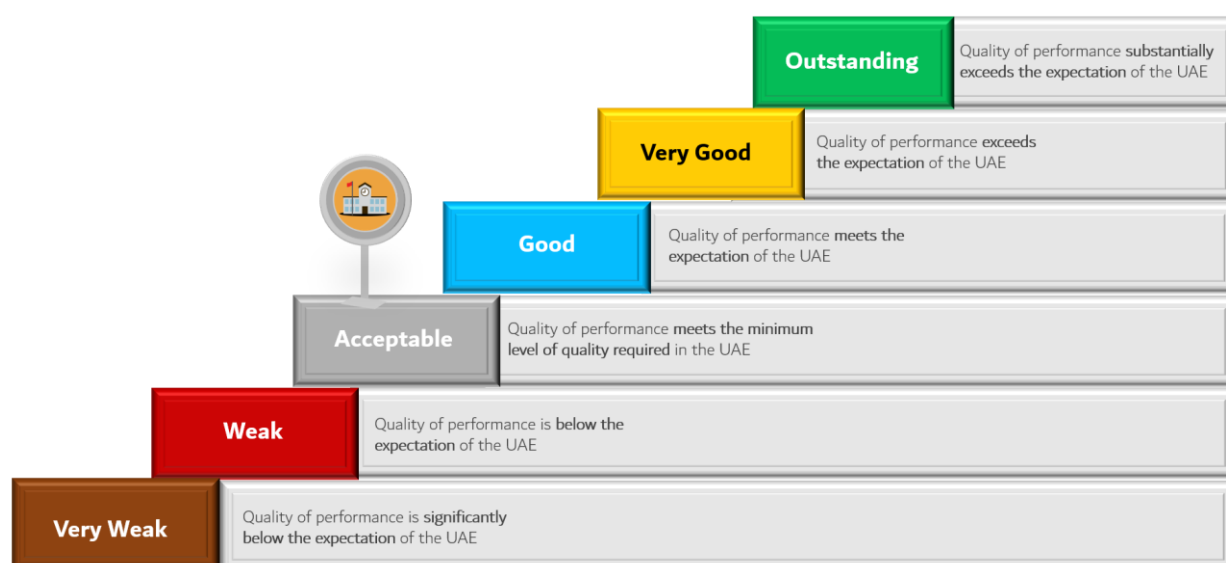 Outstanding
Quality of performance substantially
exceeds the expectation of the UAE
Very Good
Quality of performance exceeds
the expectation of the UAE
Good
Quality of performance meets the
expectation of the UAE
Acceptable
Quality of performance meets the minimum
level of quality required in the UAE
Weak
Quality of performance is below the
expectation of the UAE
Very Weak
Quality of performance is significantly
below the expectation of the UAE